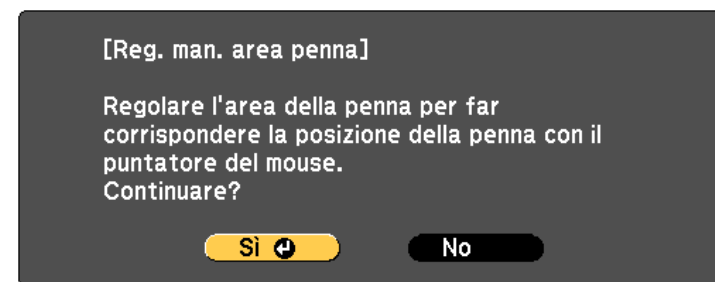 [Reg. man. area penna]
Regolare l'area della penna per far
corrispondere la posizione della penna con il
puntatore del mouse.
Continuare?
Sì No